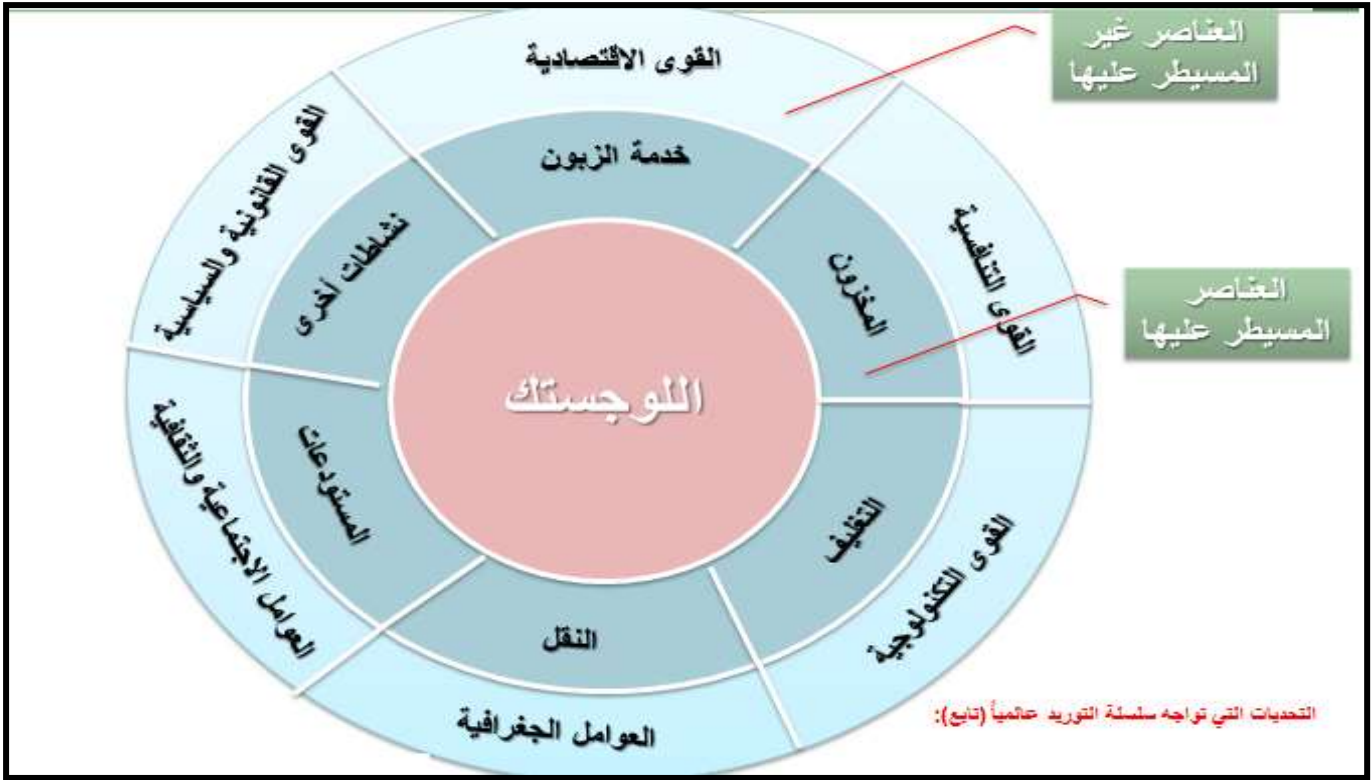 العناصر غير
المسيطر عليها
القوى الاقتصادية
القوى القانونية والسياسية
خدمة الزبون
نشاطات أخرى
المخزون
القوى التنافسية
العناصر
المسيطر عليها
اللوجستك
المستودعات
العوامل الاجتماعية والثقافية
التغليف
القوى التكنولوجية
النقل
العوامل الجغرافية
التحديات التي تواجه سلسلة التوريد عالمياً (تابع):